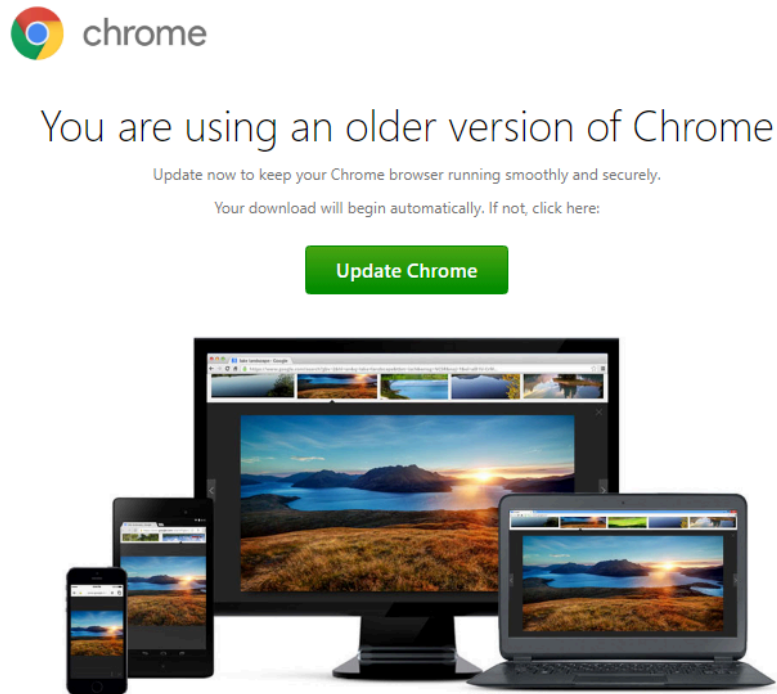 chrome
You are using an older version of Chrome
Update now to keep your Chrome browser running smoothly and securely.
Your download will begin automatically. If not, click here:
Update Chrome